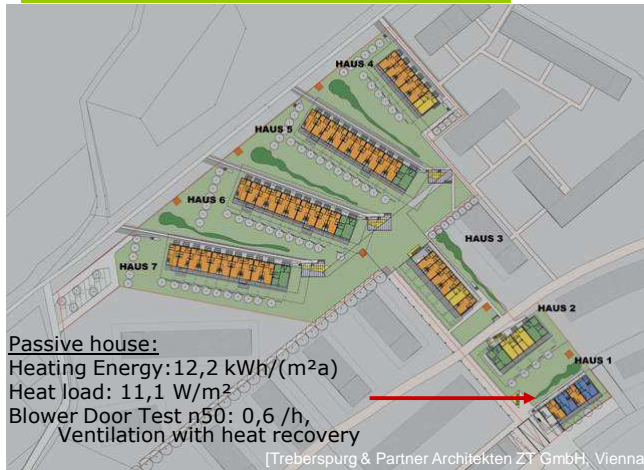 HAUS 4
HAUS 5
HAUS 6
HAUS 3
HAUS 7
HAUS 2
HAUS 1
Passive house:
Heating Energy:12,2 kWh/(m²a)
Heat load: 11,1 W/m²
Blower Door Test n50: 0,6 /h,
Ventilation with heat recovery
[Treberspurg & Partner Architekten ZT GmbH, Vienna